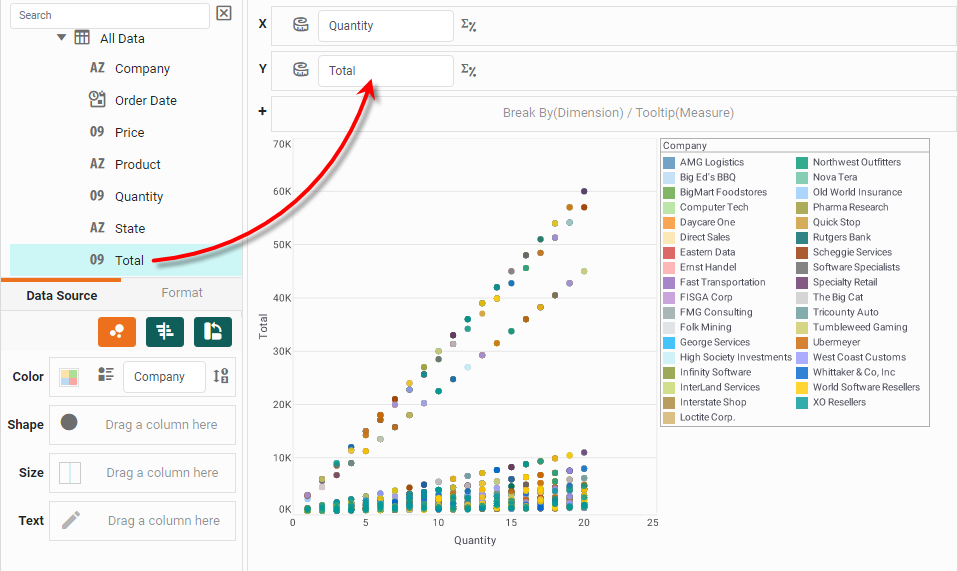 Search
All Data
AZ Company
Order Date
09 Price
AZ Product
09 Quantity
AZ State
09 Total
Data Source
Format
Color
Company
Shape
Drag a column here
Size
Drag a column here
Text
Drag a column here
X
Quantity
Σ٪
Y
Total
Σ٪
+
Break By(Dimension) / Tooltip(Measure)
70K
60K
50K
40K
30K
20K
10K
0K
Total
0 5 10 15 20 25
Quantity
Company
AMG Logistics
Big Ed's BBQ
BigMart Foodstores
Computer Tech
Daycare One
Direct Sales
Eastern Data
Ernst Handel
Fast Transportation
FISGA Corp
FMG Consulting
Folk Mining
George Services
High Society Investments
Infinity Software
InterLand Services
Interstate Shop
Loctite Corp.
Northwest Outfitters
Nova Tera
Old World Insurance
Pharma Research
Quick Stop
Rutgers Bank
Scheggie Services
Software Specialists
Specialty Retail
The Big Cat
Tricounty Auto
Tumbleweed Gaming
Ubermeyer
West Coast Customs
Whittaker & Co, Inc
World Software Resellers
XO Resellers